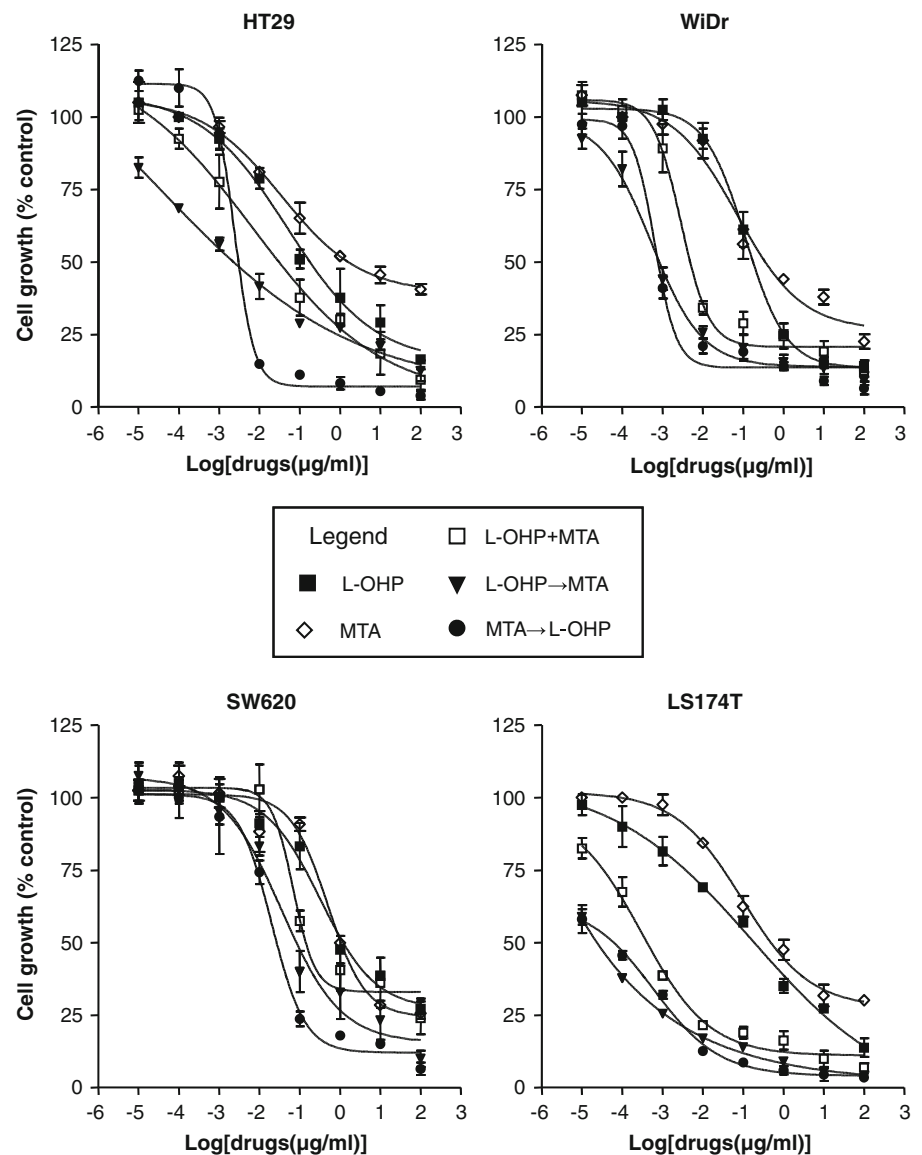 HT29
WiDr
125
100
75
50
25
0
Cell growth (% control)
-6 -5 -4 -3 -2 -1 0 1 2 3
Log[drugs(µg/ml)]
125
100
75
50
25
0
-6 -5 -4 -3 -2 -1 0 1 2 3
Log[drugs(µg/ml)]
Legend
L-OHP
MTA
L-OHP+MTA
L-OHP→MTA
MTA→L-OHP
SW620
LS174T
125
100
75
50
25
0
Cell growth (% control)
-6 -5 -4 -3 -2 -1 0 1 2 3
Log[drugs(µg/ml)]
125
100
75
50
25
0
-6 -5 -4 -3 -2 -1 0 1 2 3
Log[drugs(µg/ml)]